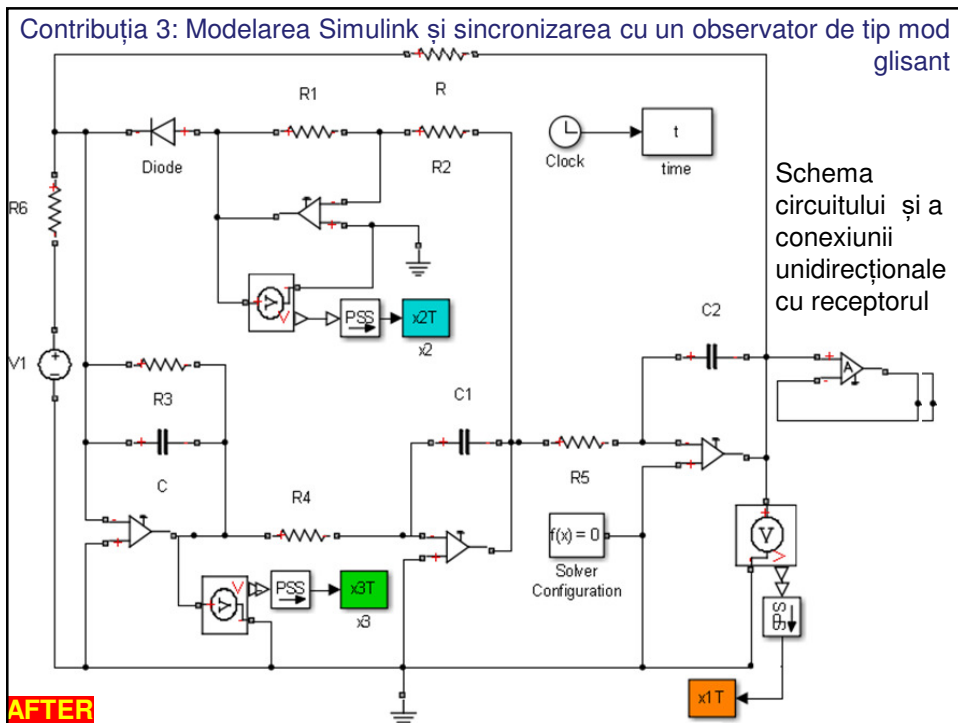 Contribuția 3: Modelarea Simulink și sincronizarea cu un observator de tip mod
glisant
R
R1
R2
Diode
Clock
t
time
R6
Schema
circuitului și a
conexiunii
unidirecționale
cu receptorul
V
PSS
x2T
x2
C2
V1
R3
C1
A
C
R4
R5
f(x) = 0
Solver
Configuration
V
V
PSS
x3T
x3
SPS
x1T
AFTER